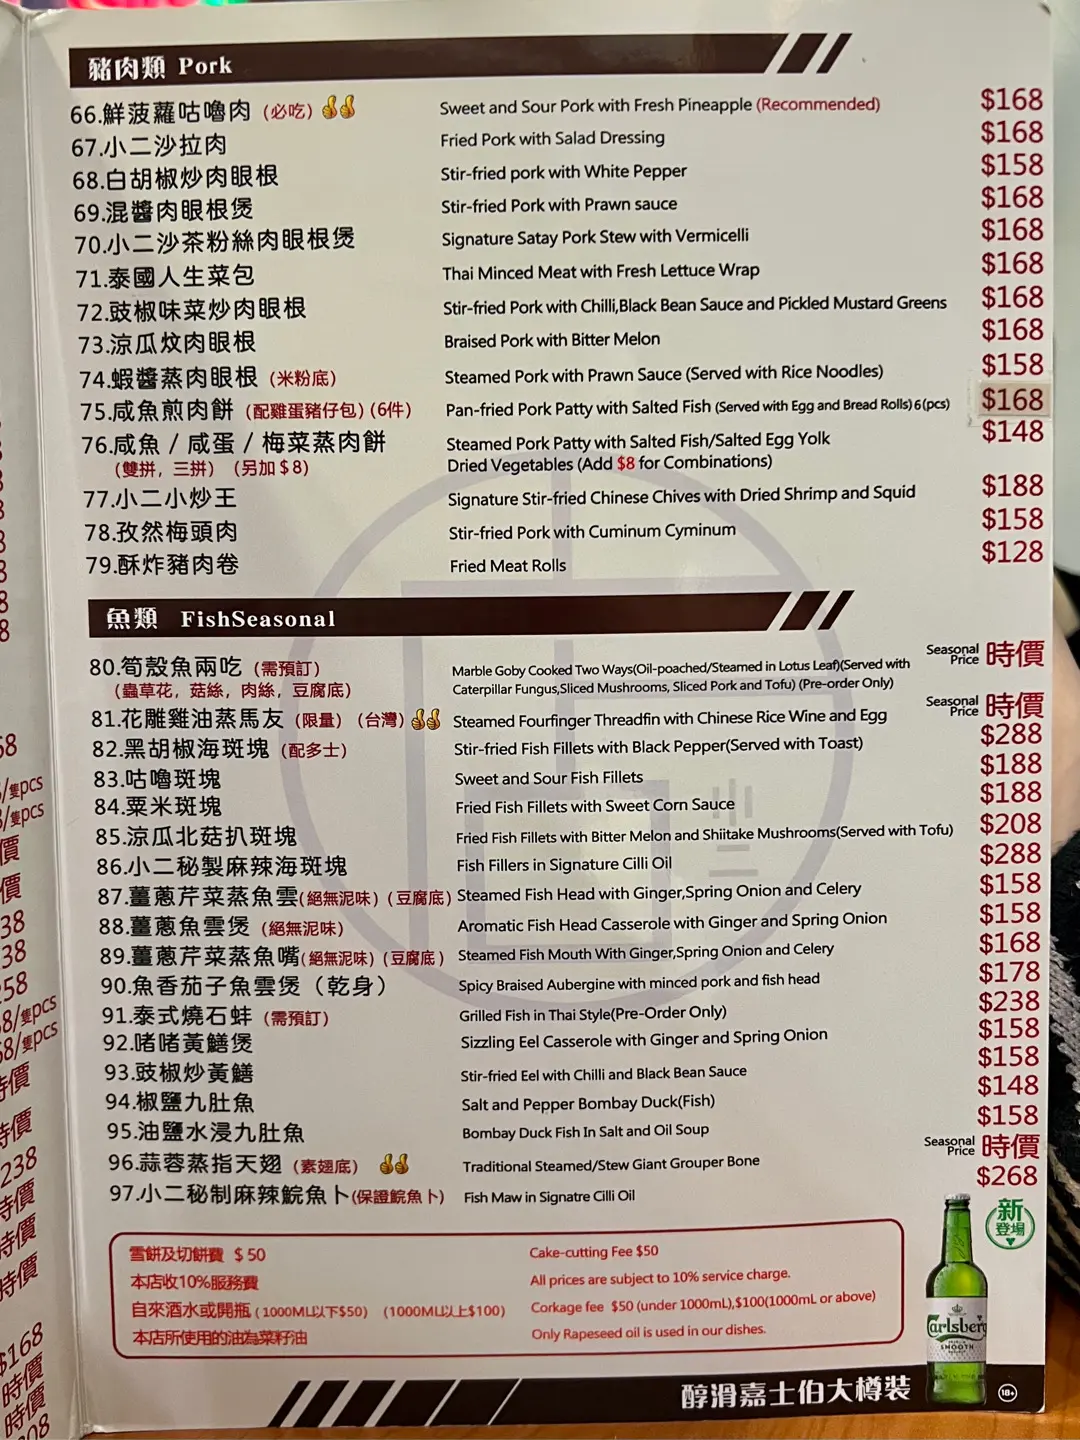 豬肉類 Pork
66.鮮菠蘿咕嚕肉 (必吃) Sweet and Sour Pork with Fresh Pineapple (Recommended) $168
67.小二沙拉肉 Fried Pork with Salad Dressing $168
68.白胡椒炒肉眼根 Stir-fried pork with White Pepper $158
69.混醬肉眼根煲 Stir-fried Pork with Prawn sauce $168
70.小二沙茶粉絲肉眼根煲 Signature Satay Pork Stew with Vermicelli $168
71.泰國人生菜包 Thai Minced Meat with Fresh Lettuce Wrap $168
72.豉椒味菜炒肉眼根 Stir-fried Pork with Chilli,Black Bean Sauce and Pickled Mustard Greens $168
73.涼瓜炆肉眼根 Braised Pork with Bitter Melon $168
74.蝦醬蒸肉眼根 (米粉底) Steamed Pork with Prawn Sauce (Served with Rice Noodles) $158
75.咸魚煎肉餅 (配雞蛋豬仔包) (6件) Pan-fried Pork Patty with Salted Fish (Served with Egg and Bread Rolls) 6(pcs) $168
76.咸魚 / 咸蛋 / 梅菜蒸肉餅 Steamed Pork Patty with Salted Fish/Salted Egg Yolk $148
(雙拼, 三拼) (另加 $8) Dried Vegetables (Add $8 for Combinations)
77.小二小炒王 Signature Stir-fried Chinese Chives with Dried Shrimp and Squid $188
78.孜然梅頭肉 Stir-fried Pork with Cuminum Cyminum $158
79.酥炸豬肉卷 Fried Meat Rolls $128
魚類 FishSeasonal
80.筍殼魚兩吃 (需預訂) Marble Goby Cooked Two Ways(Oil-poached/Steamed in Lotus Leaf)(Served with Seasonal Price 時價
(蟲草花, 菇絲, 肉絲, 豆腐底) Caterpillar Fungus,Sliced Mushrooms, Sliced Pork and Tofu) (Pre-order Only)
81.花雕雞油蒸馬友 (限量) (台灣) Steamed Fourfinger Threadfin with Chinese Rice Wine and Egg Seasonal Price 時價
82.黑胡椒海斑塊 (配多士) Stir-fried Fish Fillets with Black Pepper(Served with Toast) $288
83.咕嚕斑塊 Sweet and Sour Fish Fillets $188
84.粟米斑塊 Fried Fish Fillets with Sweet Corn Sauce $188
85.涼瓜北菇扒斑塊 Fried Fish Fillets with Bitter Melon and Shiitake Mushrooms(Served with Tofu) $208
86.小二秘製麻辣海斑塊 Fish Fillers in Signature Cilli Oil $288
87.薑蔥芹菜蒸魚雲(絕無泥味) (豆腐底) Steamed Fish Head with Ginger,Spring Onion and Celery $158
88.薑蔥魚雲煲 (絕無泥味) Aromatic Fish Head Casserole with Ginger and Spring Onion $158
89.薑蔥芹菜蒸魚嘴(絕無泥味) (豆腐底) Steamed Fish Mouth With Ginger,Spring Onion and Celery $168
90.魚香茄子魚雲煲 (乾身) Spicy Braised Aubergine with minced pork and fish head $178
91.泰式燒石蚌 (需預訂) Grilled Fish in Thai Style(Pre-Order Only) $238
92.啫啫黃鱔煲 Sizzling Eel Casserole with Ginger and Spring Onion $158
93.豉椒炒黃鱔 Stir-fried Eel with Chilli and Black Bean Sauce $158
94.椒鹽九肚魚 Salt and Pepper Bombay Duck(Fish) $148
95.油鹽水浸九肚魚 Bombay Duck Fish In Salt and Oil Soup $158
96.蒜蓉蒸指天翅 (素翅底) Traditional Steamed/Stew Giant Grouper Bone Seasonal Price 時價
97.小二秘制麻辣鯇魚卜(保證鯇魚卜) Fish Maw in Signatre Cilli Oil $268
雪餅及切餅費 $50 Cake-cutting Fee $50
本店收10%服務費 All prices are subject to 10% service charge.
自來酒水或開瓶 (1000ML以下$50) (1000ML以上$100) Corkage fee $50 (under 1000mL),$100(1000mL or above)
本店所使用的油為菜籽油 Only Rapeseed oil is used in our dishes.
新
登場
Carlsberg
SMOOTH
醇滑嘉士伯大樽裝
18+